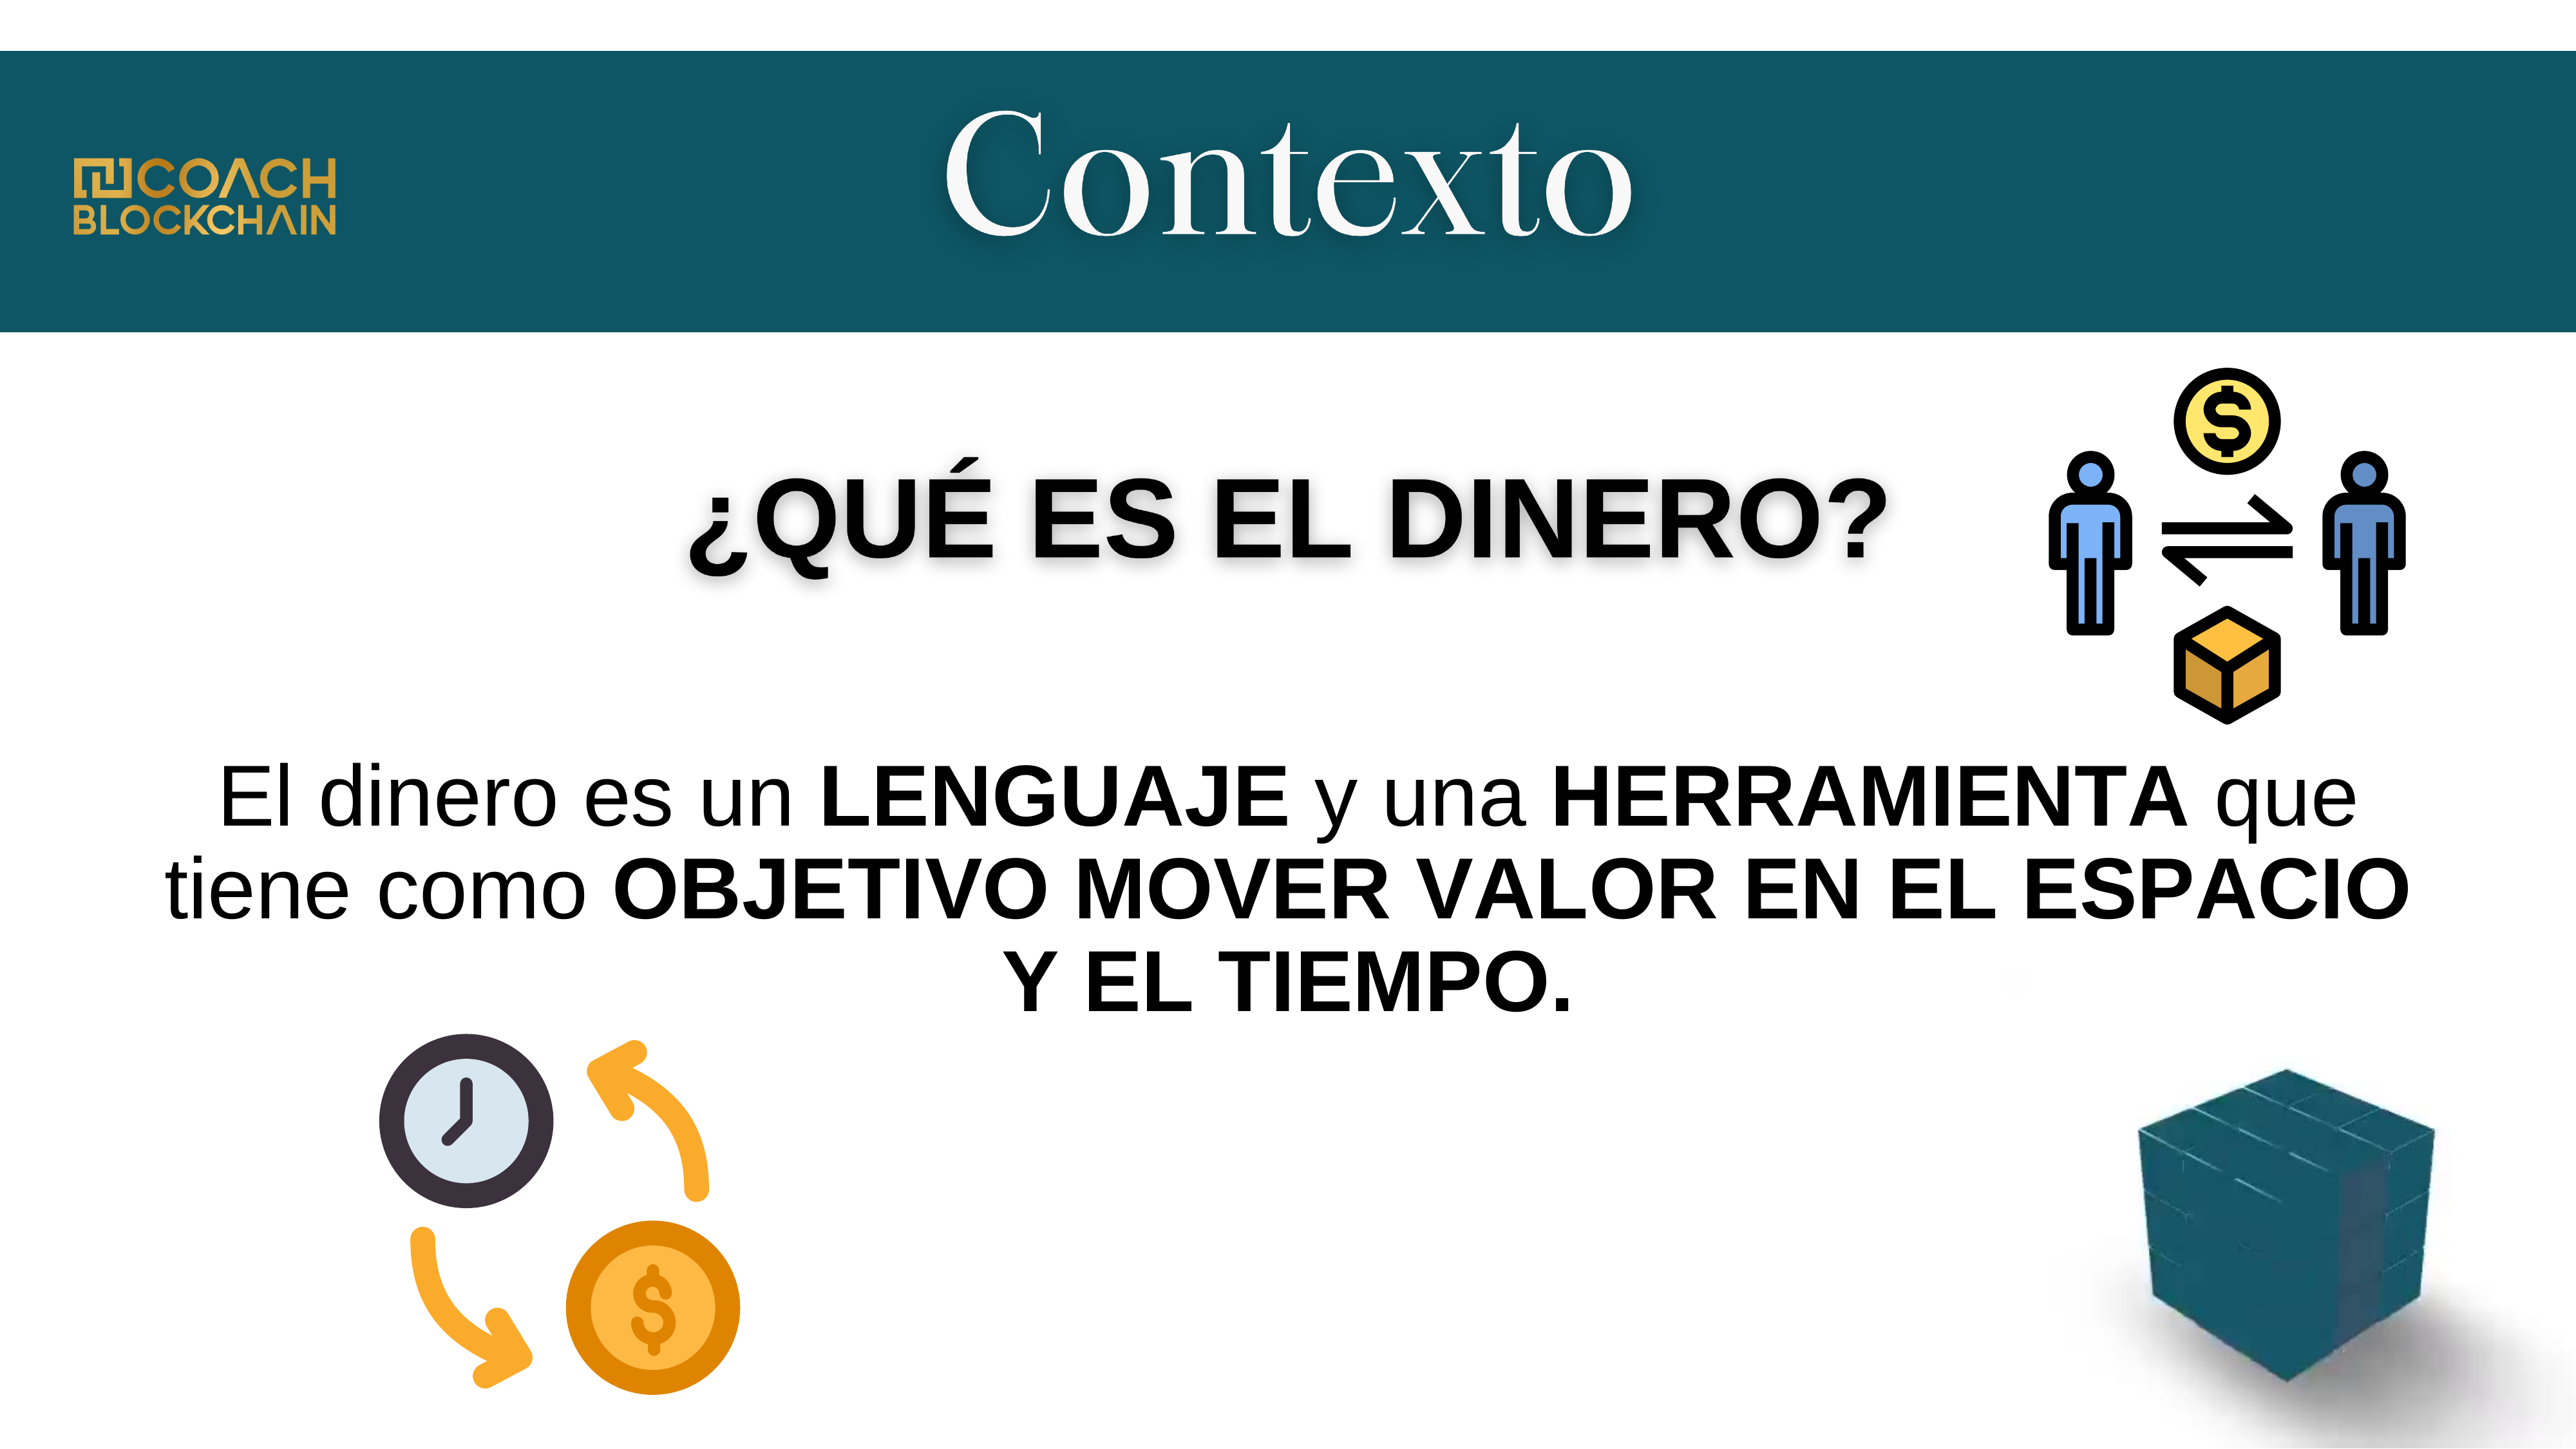 COACH
BLOCKCHAIN
Contexto
¿QUÉ ES EL DINERO?
El dinero es un LENGUAJE y una HERRAMIENTA que
tiene como OBJETIVO MOVER VALOR EN EL ESPACIO
Y EL TIEMPO.